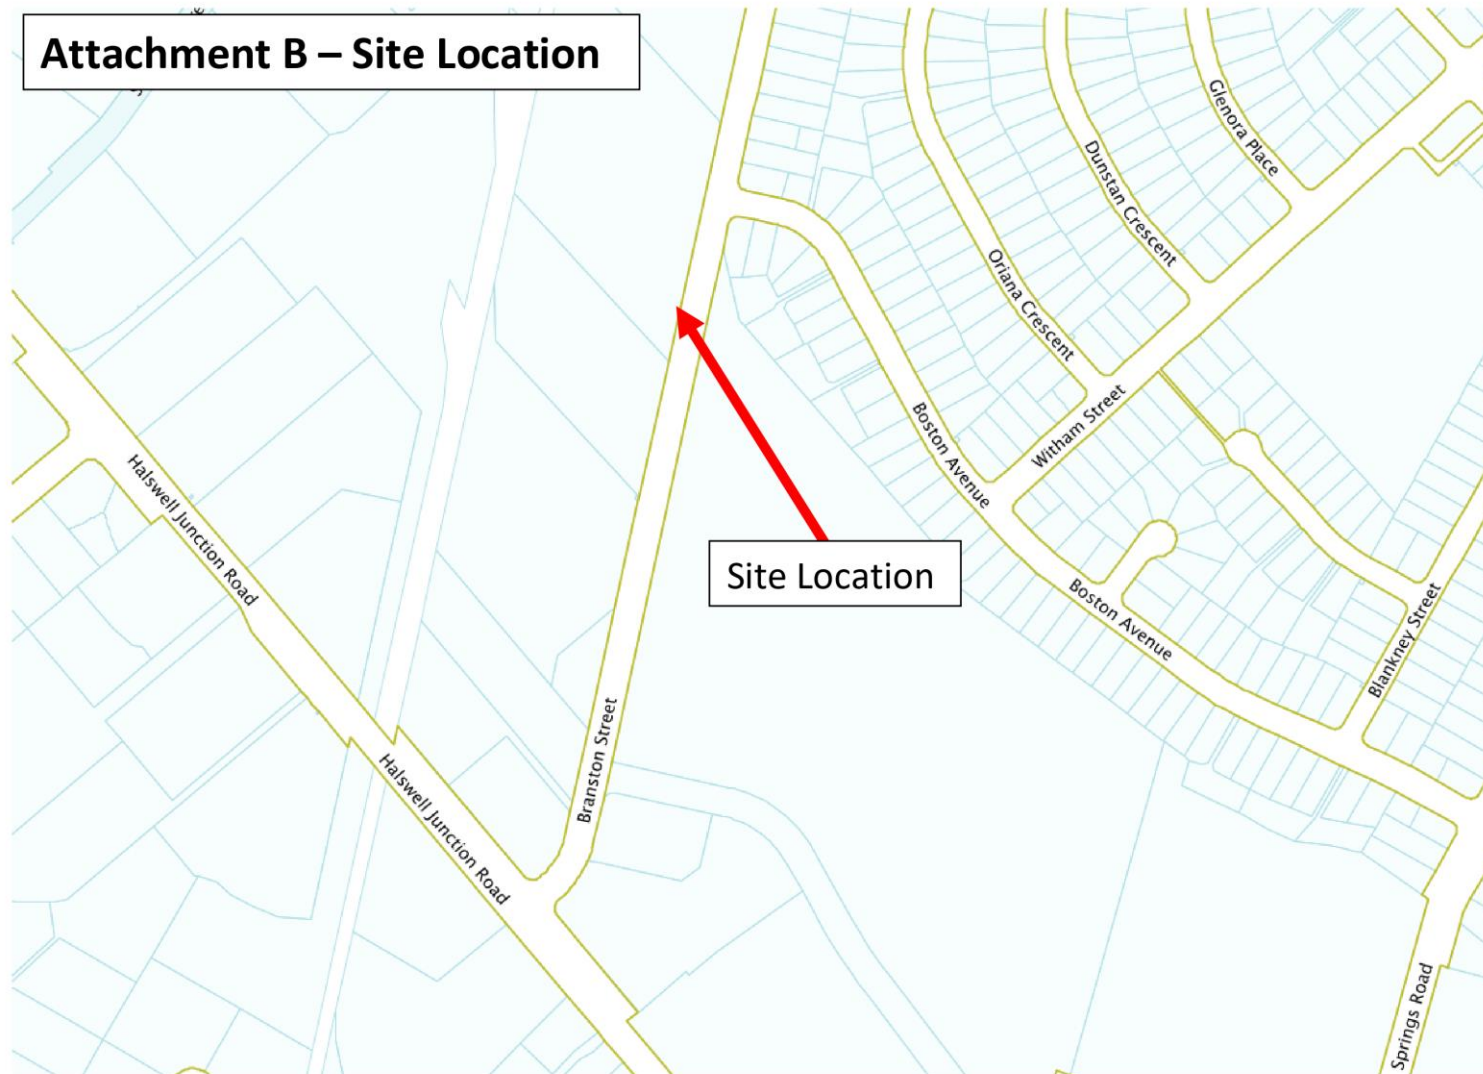 Attachment B – Site Location
Glenora Place
Dunstan Crescent
Oriana Crescent
Witham Street
Boston Avenue
Halswell Junction Road
Site Location
Boston Avenue
Blankney Street
Branston Street
Halswell Junction Road
Springs Road